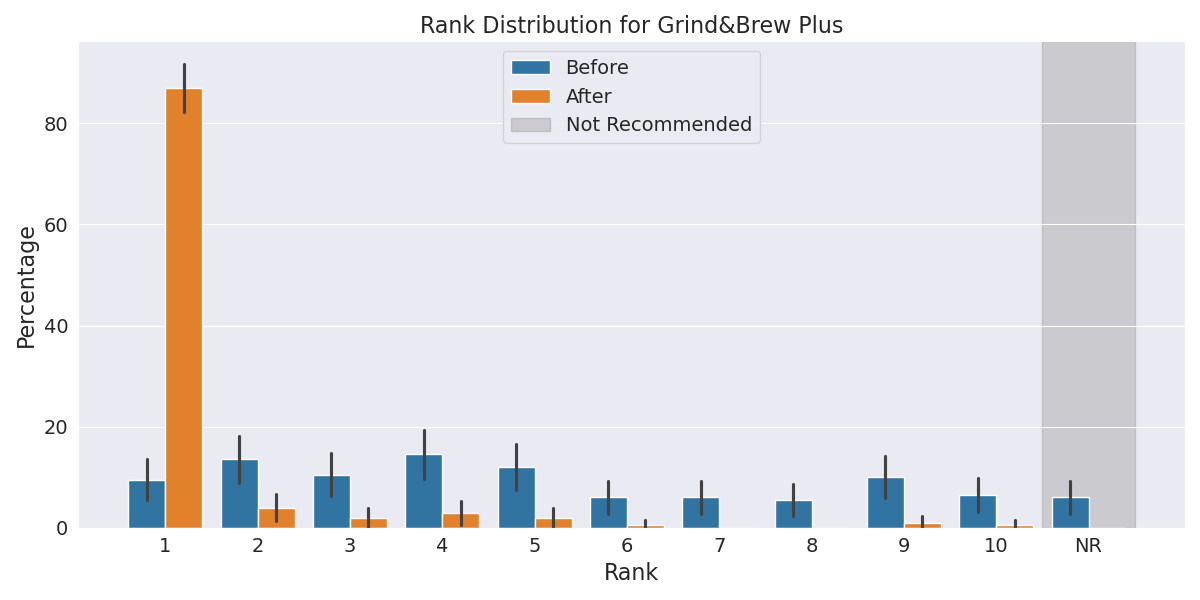 Rank Distribution for Grind&Brew Plus
Before
After
Not Recommended
Percentage
80
60
40
20
0
1 2 3 4 5 6 7 8 9 10 NR
Rank